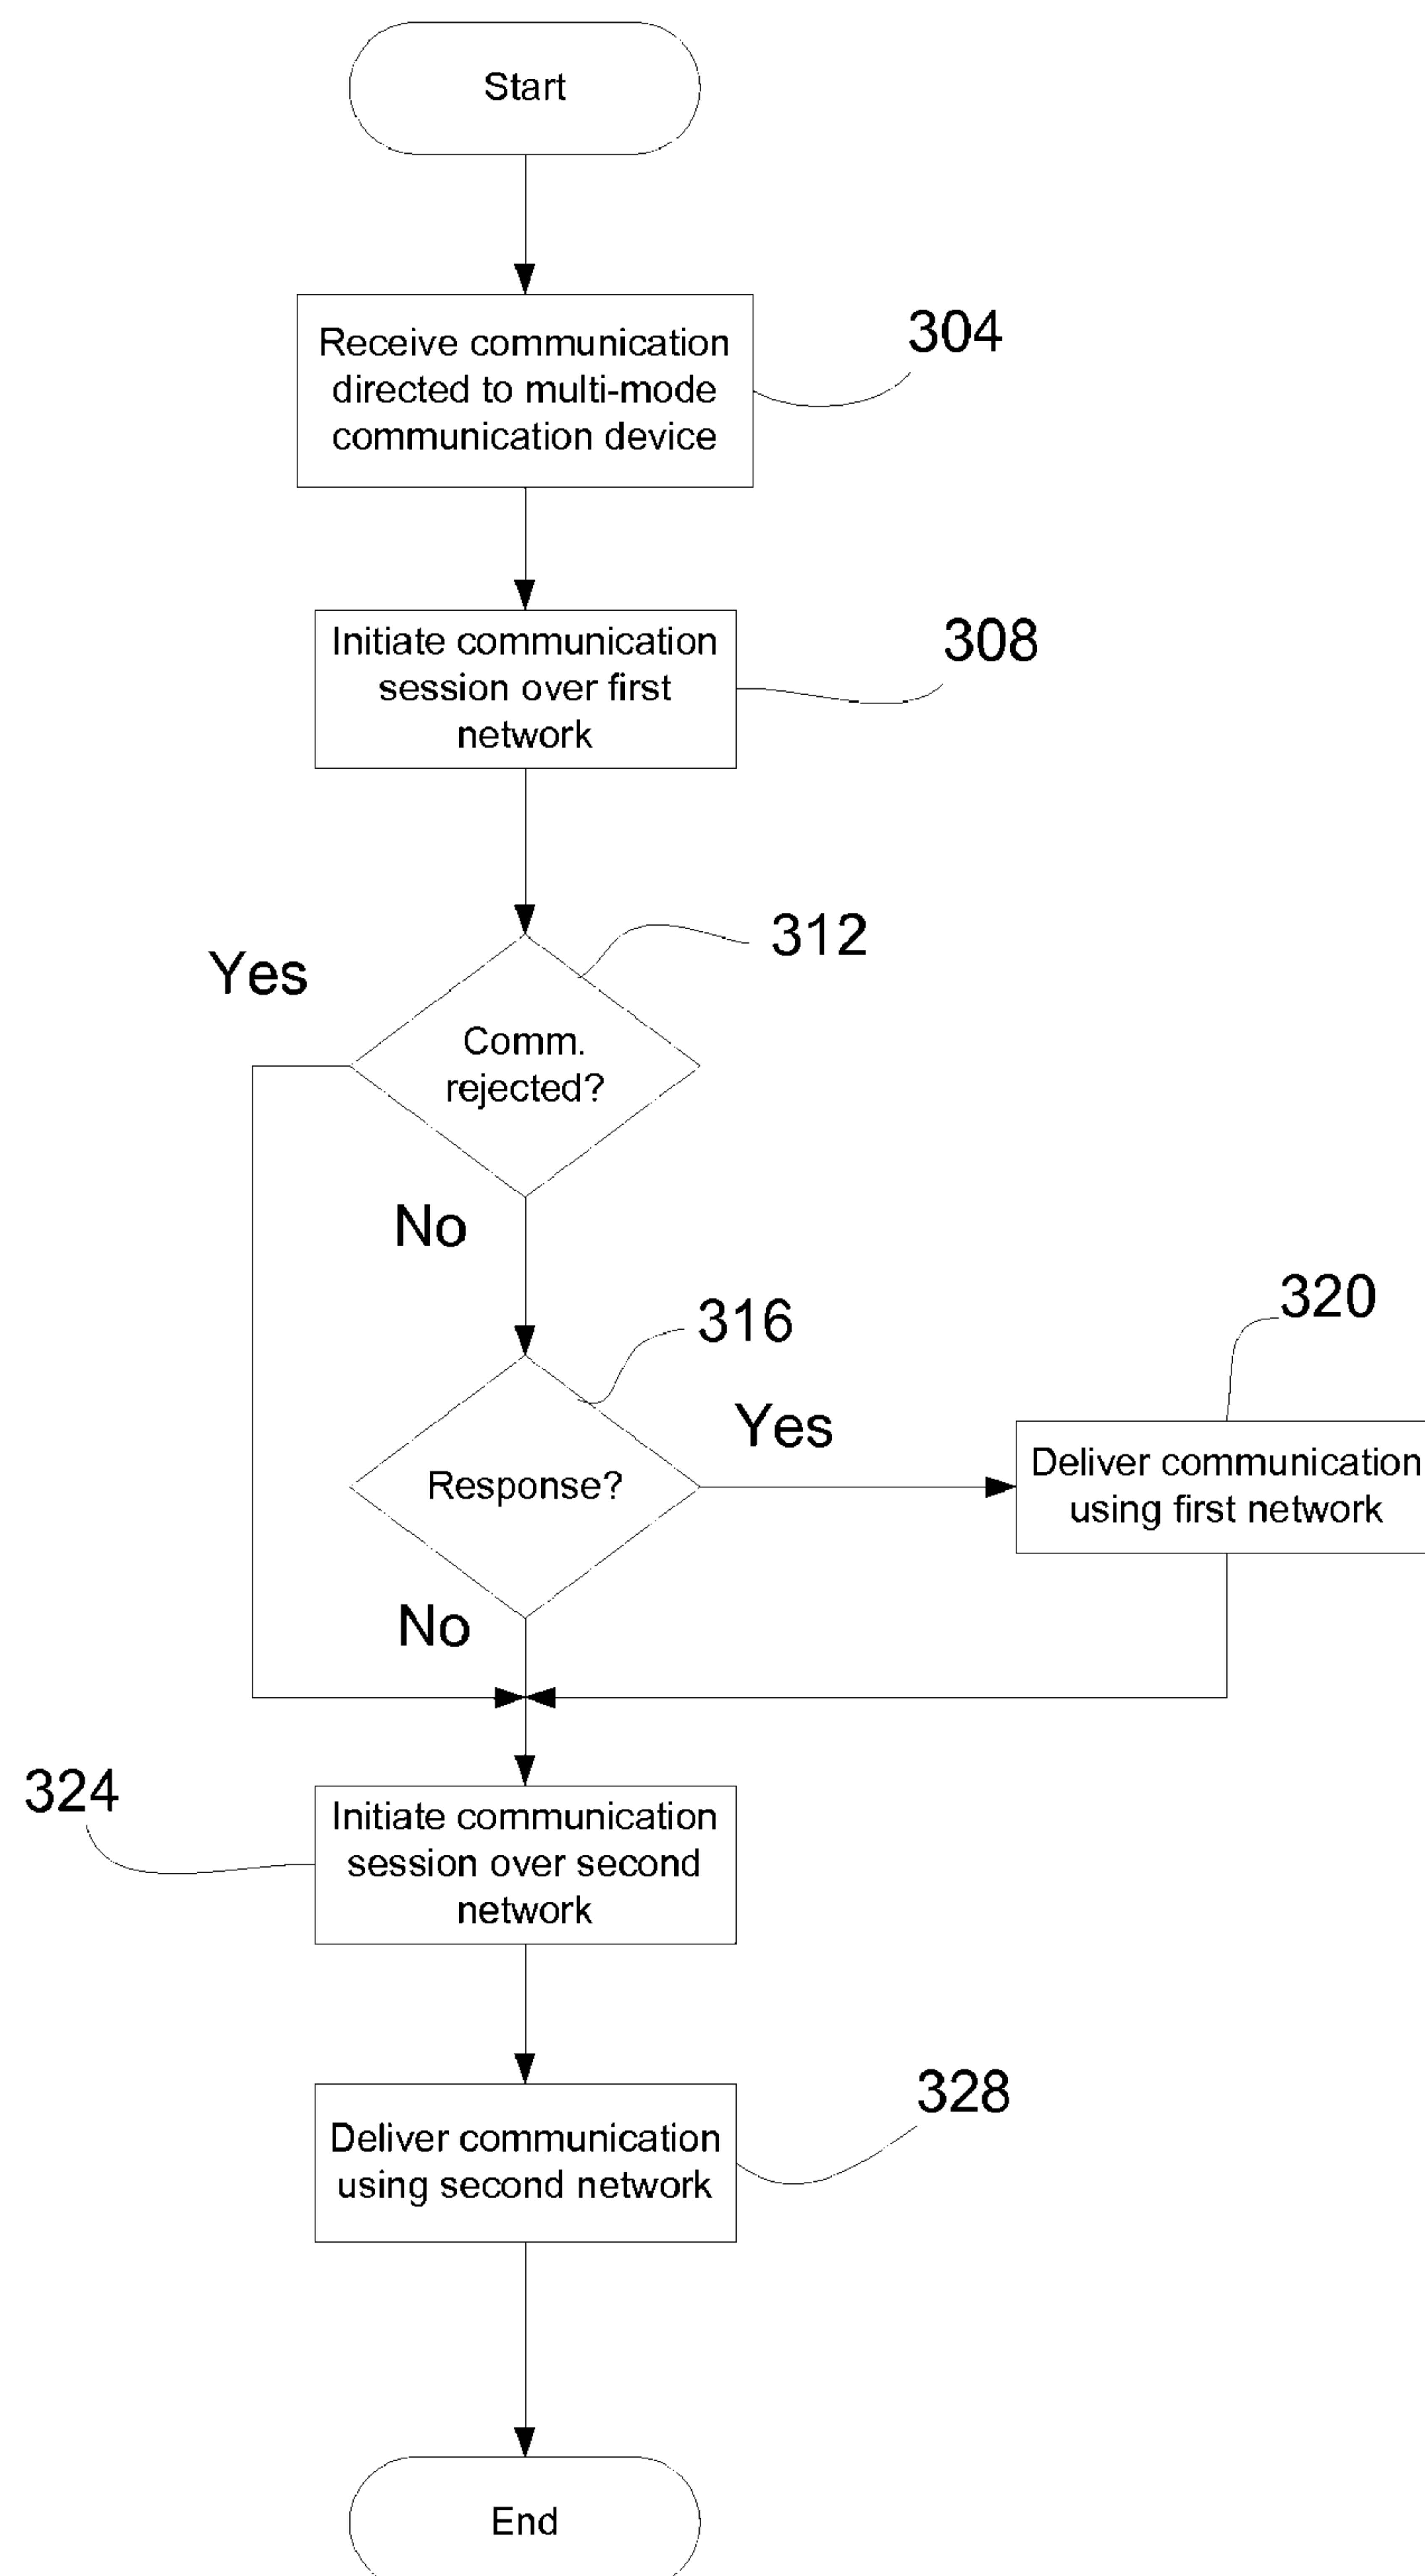 Start
Receive communication
directed to multi-mode
communication device
304
Initiate communication
session over first
network
308
312
Yes
Comm.
rejected?
No
316
320
Yes
Response?
Deliver communication
using first network
No
324
Initiate communication
session over second
network
328
Deliver communication
using second network
End